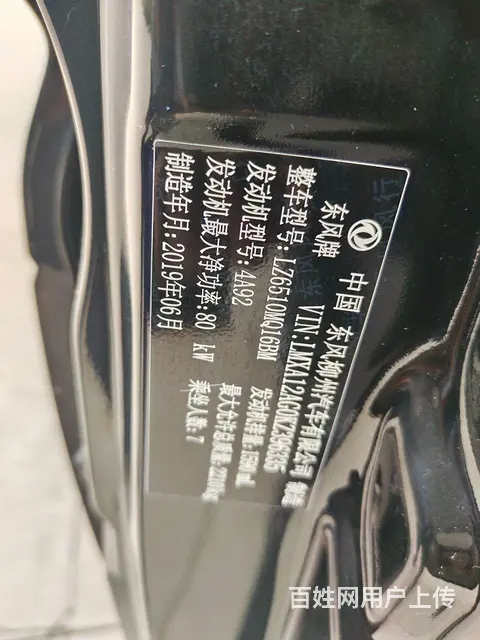 中国 东风柳州汽车有限公司 制造
东风牌 VIN:
整车型号:LZ6510MQ16BM 发动机排量:1590 mL
发动机型号:4A92 最大允许总质量:
发动机最大净功率:80 kW 乘坐人数:7
制造年月:2019年06月
百姓网用户上传